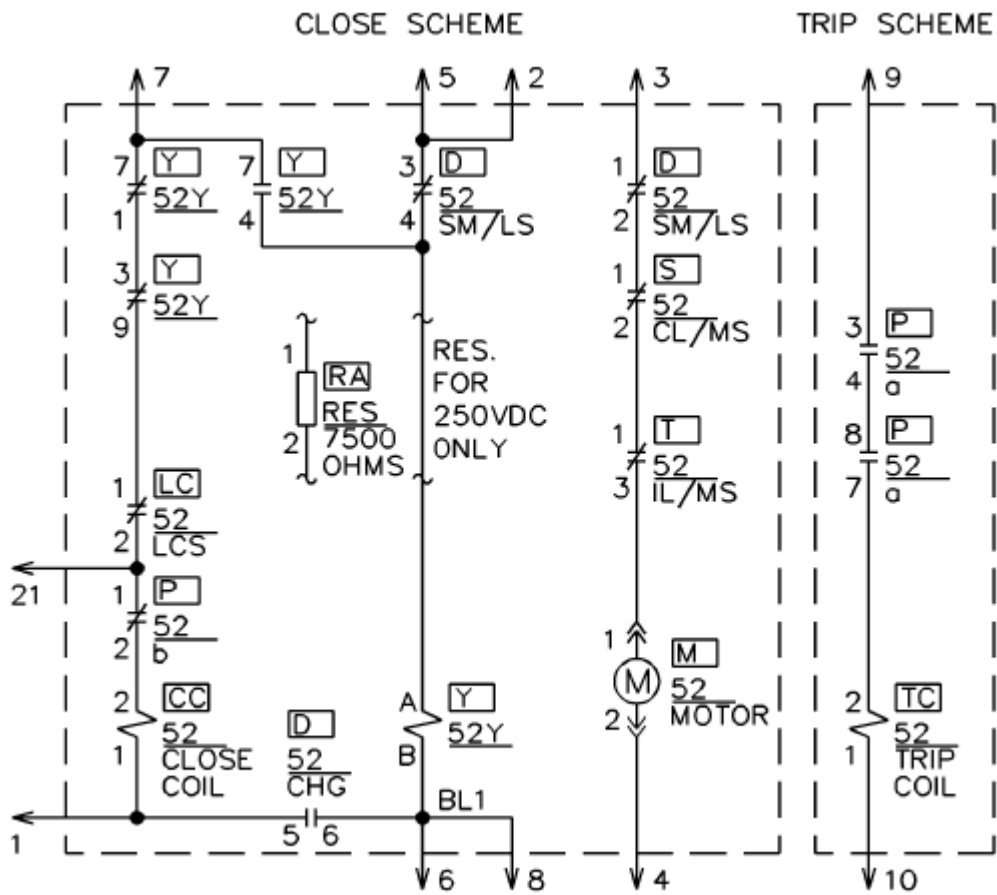 CLOSE SCHEME
TRIP SCHEME
7
5
2
3
9
7 Y
52Y
1
7 Y
52Y
4
3 D
52
4 SM/LS
1 D
52
2 SM/LS
3 Y
52Y
9
1 S
52
2 CL/MS
1
RA
RES
2 7500
OHMS
RES.
FOR
250VDC
ONLY
3 P
52
4 a
1 T
52
3 IL/MS
8 P
52
7 a
1 LC
52
2 LCS
21
1 P
52
2 b
2 CC
52
1 CLOSE
COIL
D
52
CHG
5 6
A Y
52Y
B
BL1
1 M
M 52
2 MOTOR
2 TC
52
1 TRIP
COIL
1
6
8
4
10